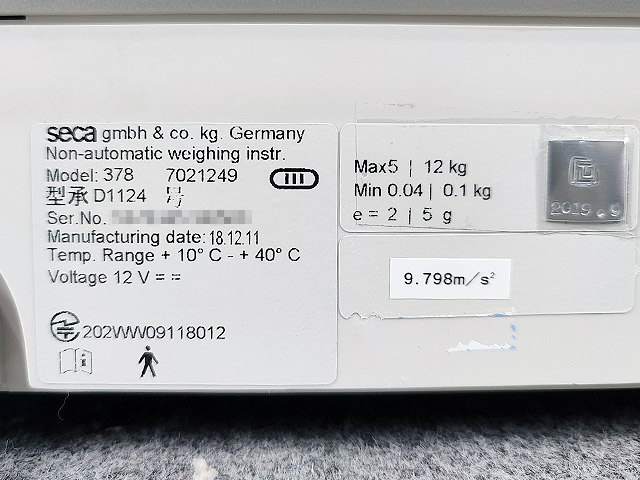 seca gmbh & co. kg. Germany
Non-automatic weighing instr.
Model: 378 7021249
型承 D1124 号
Ser.No.
Manufacturing date: 18.12.11
Temp. Range + 10° C - + 40° C
Voltage 12 V = =
202WW09118012
Max5 | 12 kg
Min 0.04 | 0.1 kg
e = 2 | 5 g
2019.9
9.798m/s²